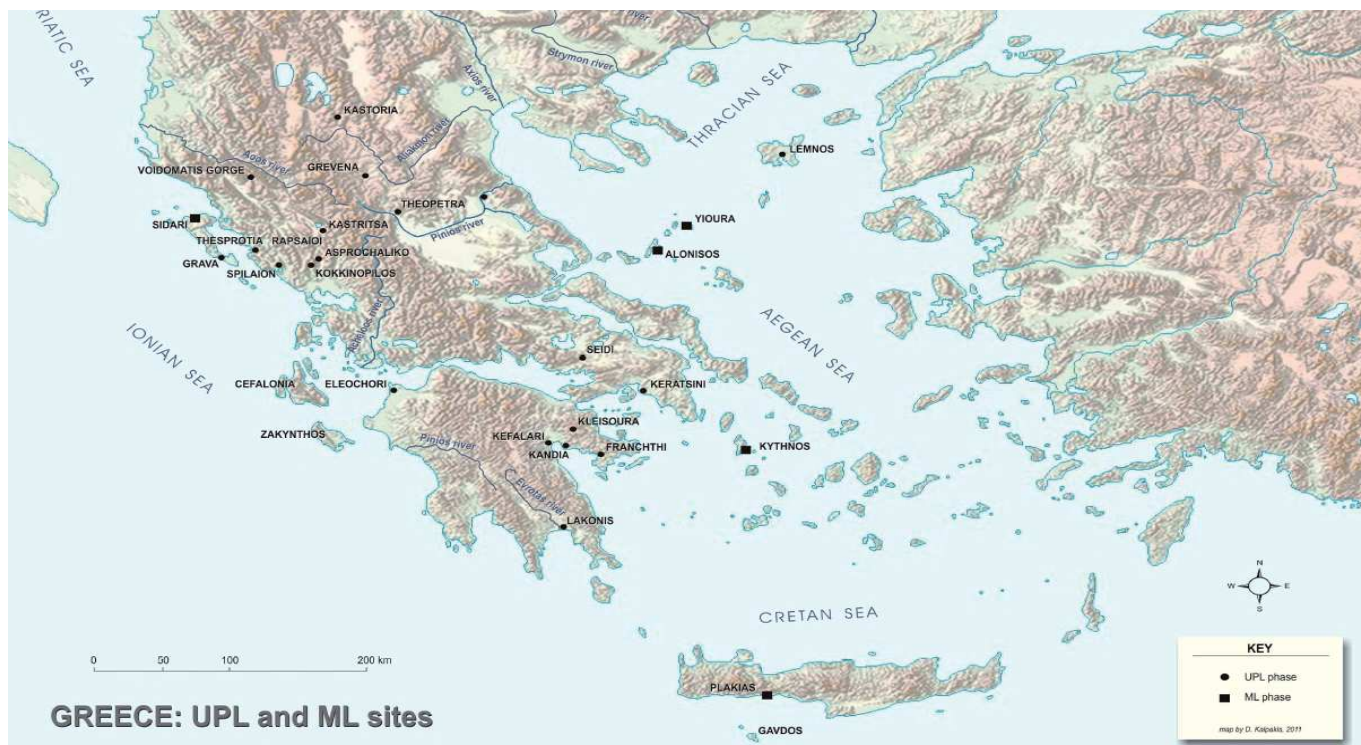 RIATIC SEA
Strymon river
Axios river
THRACIAN SEA
KASTORIA
Aliakmon river
LEMNOS
Aoos river
GREVENA
VOIDOMATIS GORGE
THEOPETRA
YIOURA
SIDARI
KASTRITSA
Pinios river
THESPROTIA
RAPSAIOI
ASPROCHALIKO
ALONISOS
GRAVA
SPILAION
KOKKINOPILOS
IONIAN SEA
AEGEAN SEA
SEIDI
CEFALONIA
ELEOCHORI
KERATSINI
KLEISOURA
ZAKYNTHOS
Pinios river
KEFALARI
KANDIA
FRANCHTHI
KYTHNOS
Evrotas river
LAKONIS
N
W
E
S
CRETAN SEA
0 50 100 200 km
PLAKIAS
GAVDOS
GREECE: UPL and ML sites
KEY
UPL phase
ML phase
map by D. Kalpakis, 2011